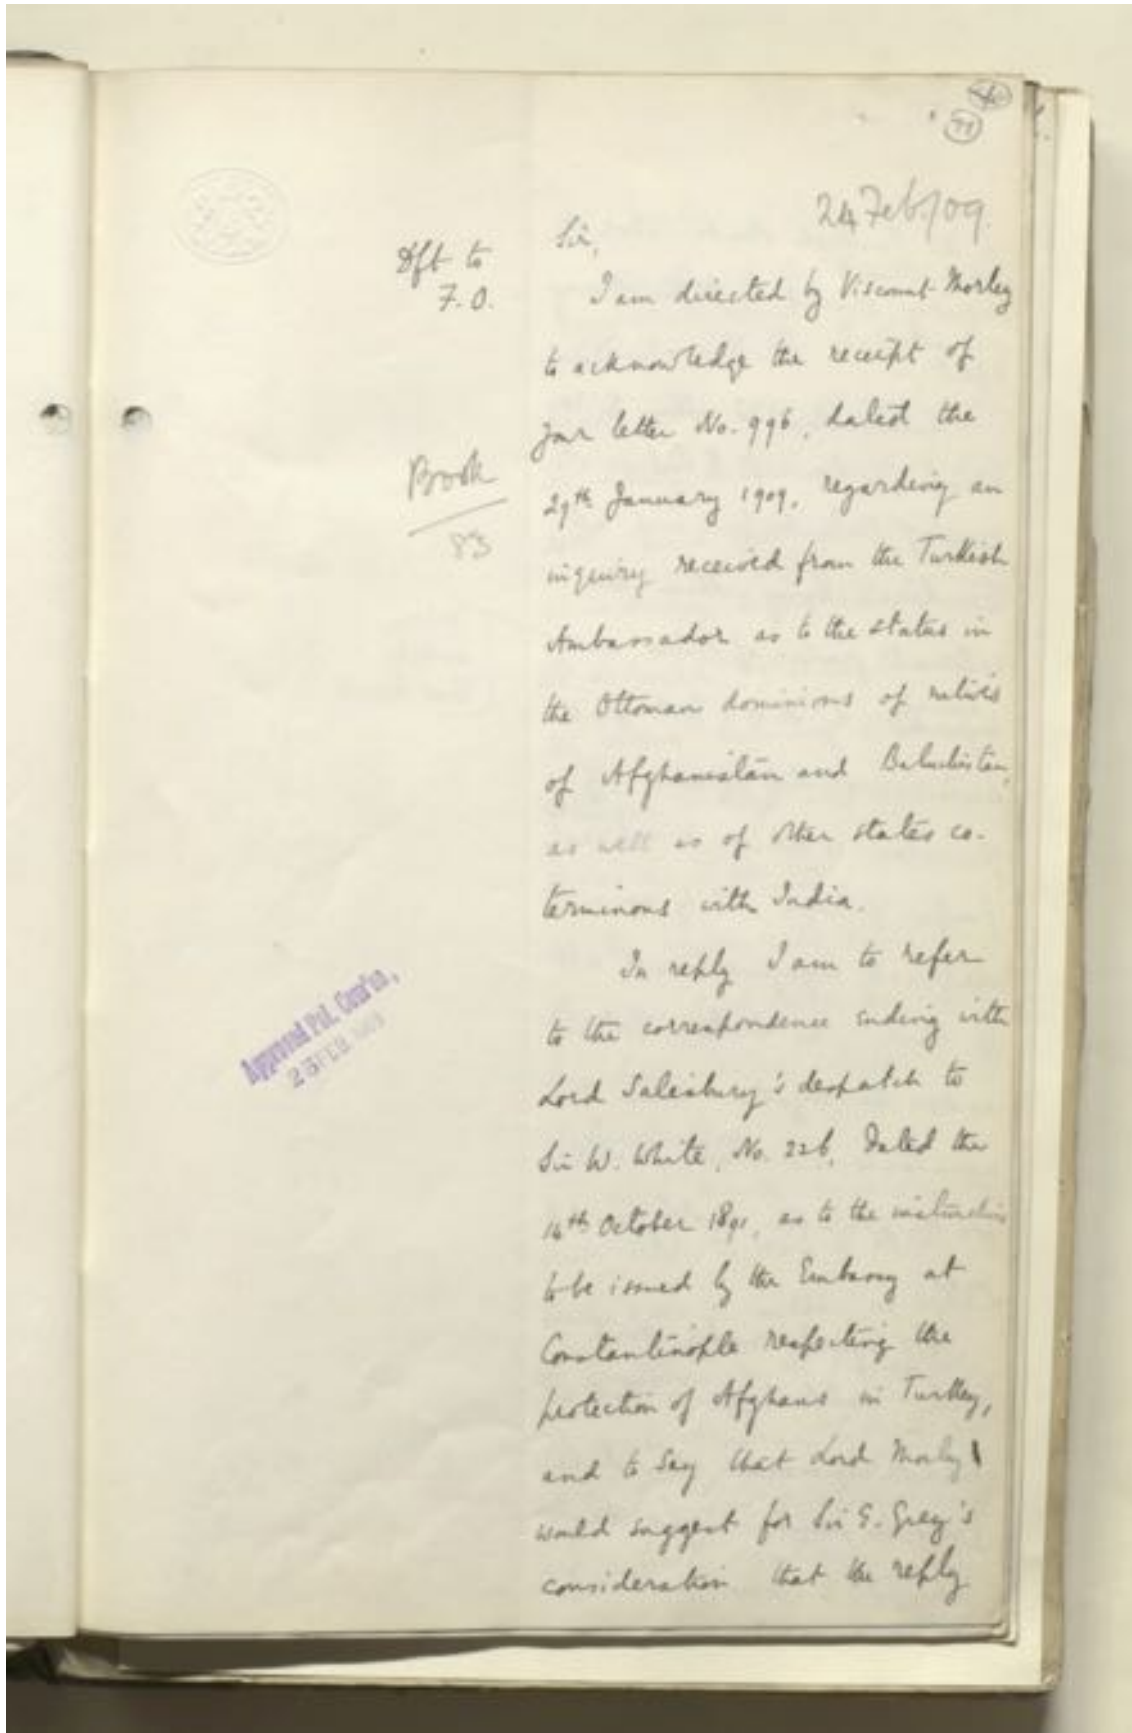 24 Feb/09.
Dft to
F.O.
Book
83
Approved Pol. Com'ee,
23 FEB 1909
Sir,
I am directed by Viscount Morley
to acknowledge the receipt of
your letter No. 996, dated the
29th January 1909, regarding an
inquiry received from the Turkish
Ambassador as to the status in
the Ottoman dominions of natives
of Afghanistan and Baluchistan,
as well as of other states co-
terminous with India.
In reply I am to refer
to the correspondence ending with
Lord Salisbury's despatch to
Sir W. White, No. 226, dated the
14th October 1891, as to the instructions
to be issued by the Embassy at
Constantinople respecting the
protection of Afghans in Turkey,
and to say that Lord Morley
would suggest for Sir E. Grey's
consideration that the reply